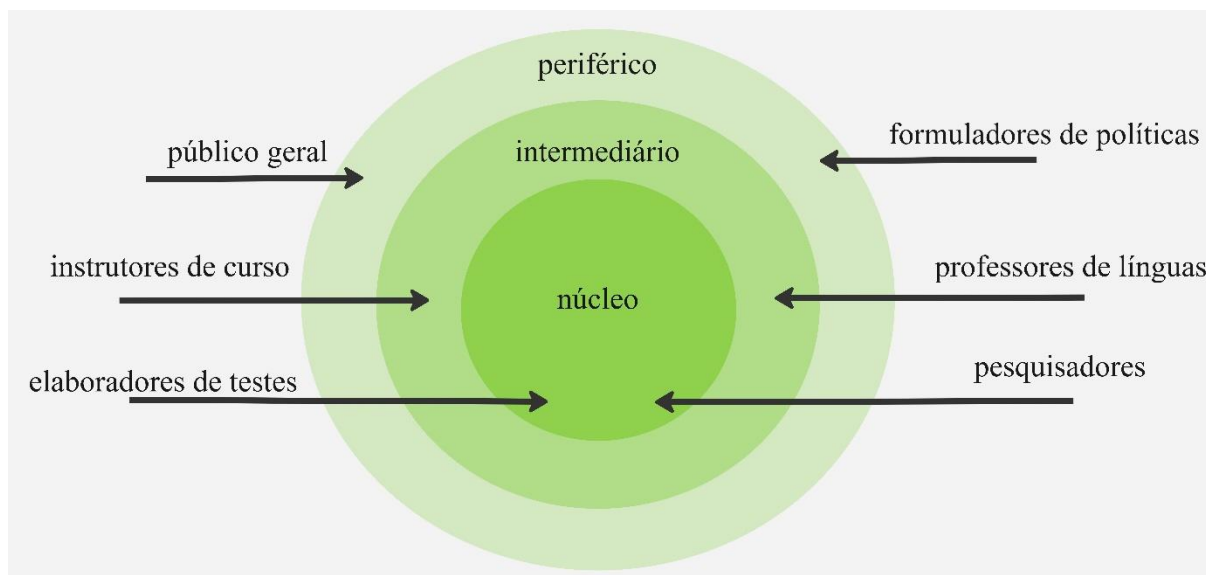 periférico
público geral
formuladores de políticas
intermediário
instrutores de curso
professores de línguas
núcleo
elaboradores de testes
pesquisadores